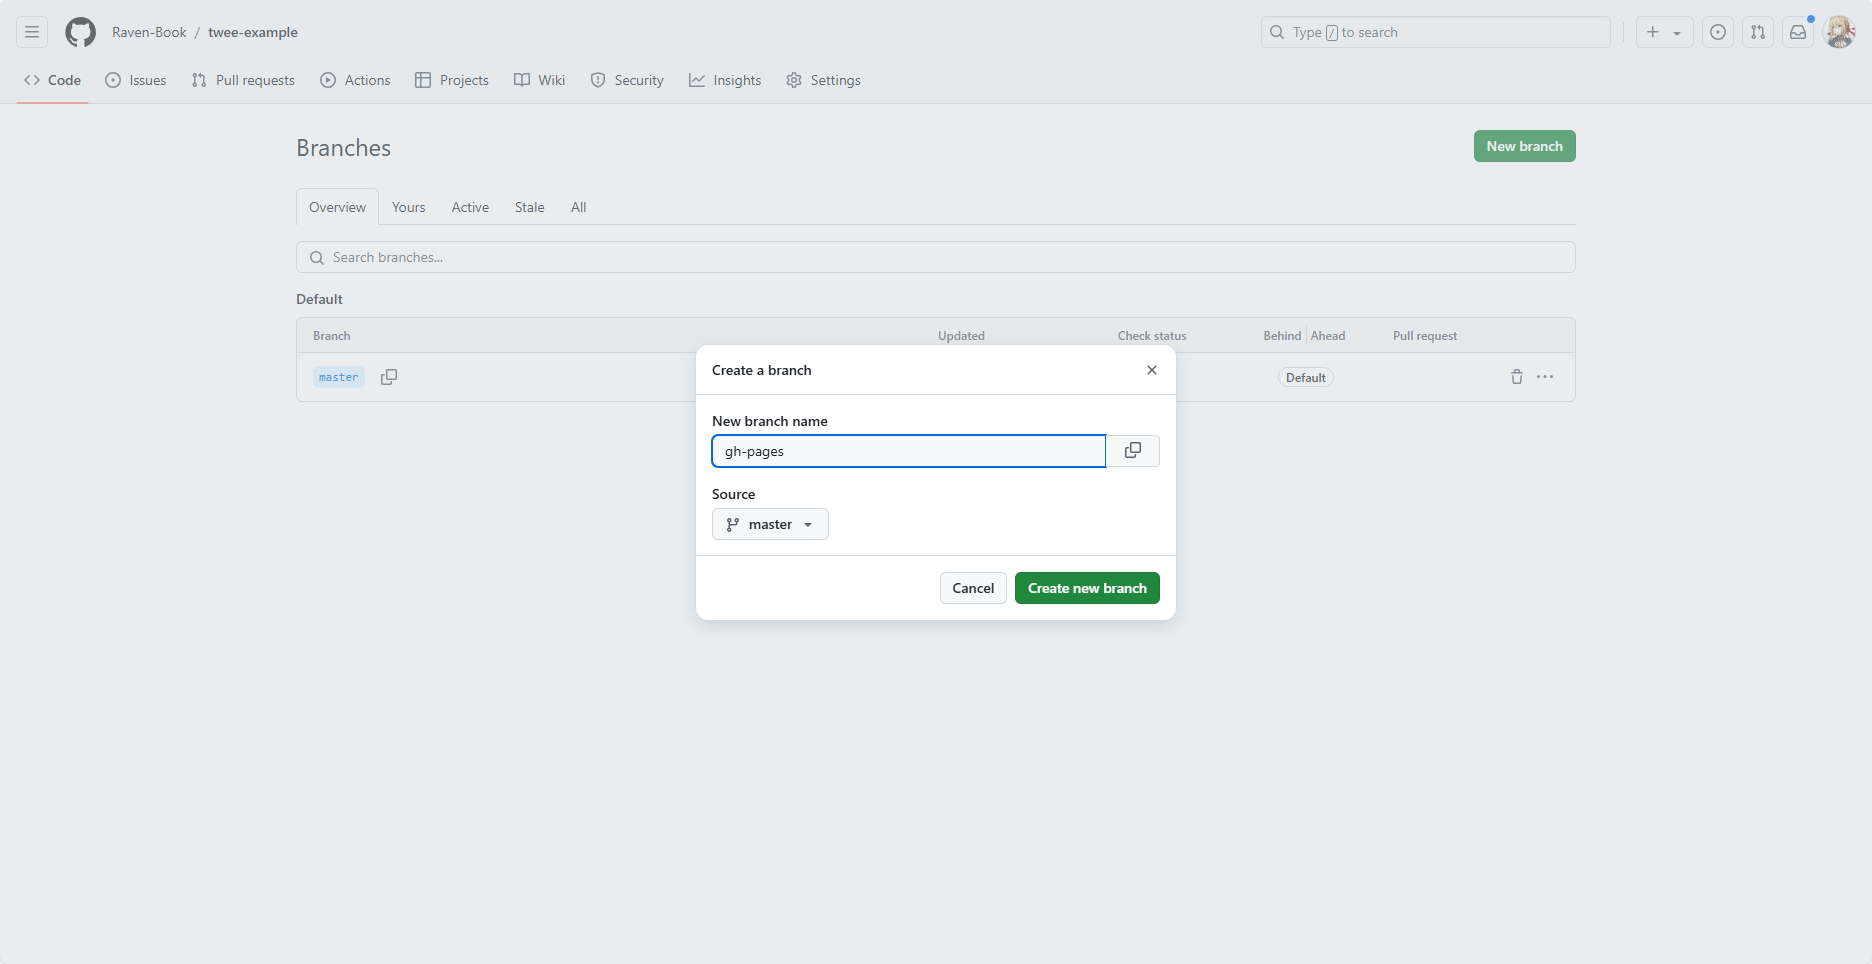 Raven-Book / twee-example
Type / to search
Code Issues Pull requests Actions Projects Wiki Security Insights Settings
Branches
New branch
Overview Yours Active Stale All
Search branches...
Default
Branch Updated Check status Behind Ahead Pull request
master Default
Create a branch
New branch name
gh-pages
Source
master
Cancel Create new branch